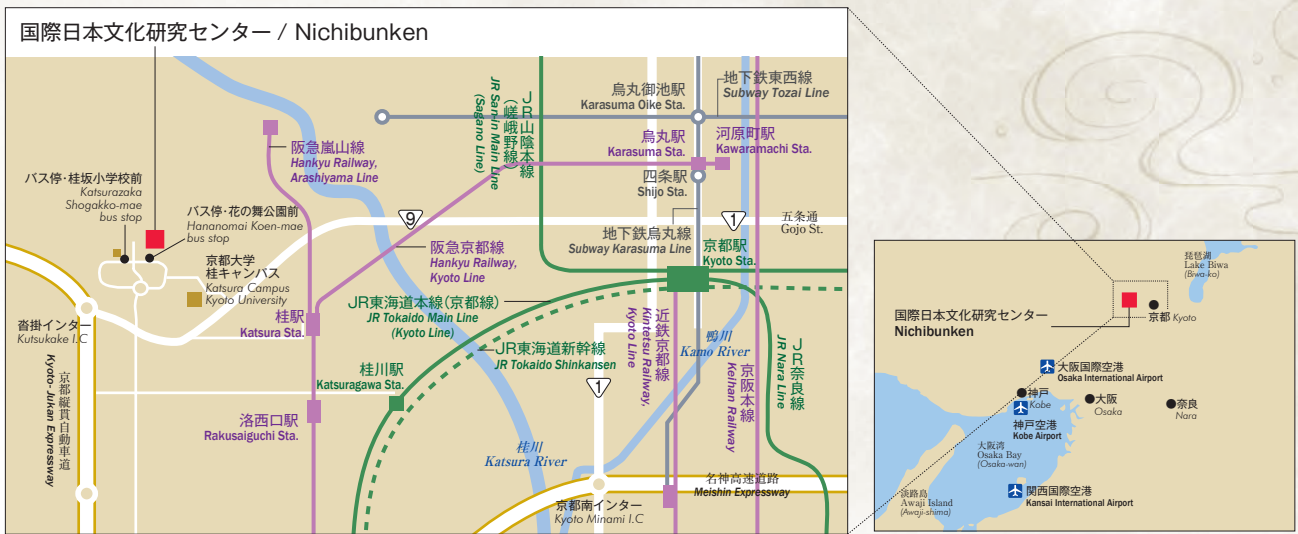 国際日本文化研究センター / Nichibunken
烏丸御池駅
Karasuma Oike Sta.
地下鉄東西線
Subway Tozai Line
JR山陰本線
(嵯峨野線)
JR San-in Main Line
(Sagano Line)
阪急嵐山線
Hankyu Railway,
Arashiyama Line
烏丸駅
Karasuma Sta.
河原町駅
Kawaramachi Sta.
四条駅
Shijo Sta.
バス停・桂坂小学校前
Katsurazaka
Shogakko-mae
bus stop
バス停・花の舞公園前
Hananomai Koen-mae
bus stop
9
1
五条通
Gojo St.
地下鉄烏丸線
Subway Karasuma Line
阪急京都線
Hankyu Railway,
Kyoto Line
京都駅
Kyoto Sta.
京都大学
桂キャンパス
Katsura Campus
Kyoto University
JR東海道本線(京都線)
JR Tokaido Main Line
(Kyoto Line)
桂駅
Katsura Sta.
沓掛インター
Kutsukake I.C
JR東海道新幹線
JR Tokaido Shinkansen
近鉄京都線
Kintetsu Railway,
Kyoto Line
鴨川
Kamo River
京阪本線
Keihan Railway
JR奈良線
JR Nara Line
桂川駅
Katsuragawa Sta.
1
京都縦貫自動車道
Kyoto-Jukan Expressway
洛西口駅
Rakusaiguchi Sta.
桂川
Katsura River
名神高速道路
Meishin Expressway
京都南インター
Kyoto Minami I.C
琵琶湖
Lake Biwa
(Biwa-ko)
国際日本文化研究センター
Nichibunken
京都 Kyoto
大阪国際空港
Osaka International Airport
神戸
Kobe
大阪
Osaka
奈良
Nara
神戸空港
Kobe Airport
大阪湾
Osaka Bay
(Osaka-wan)
関西国際空港
Kansai International Airport
淡路島
Awaji Island
(Awaji-shima)